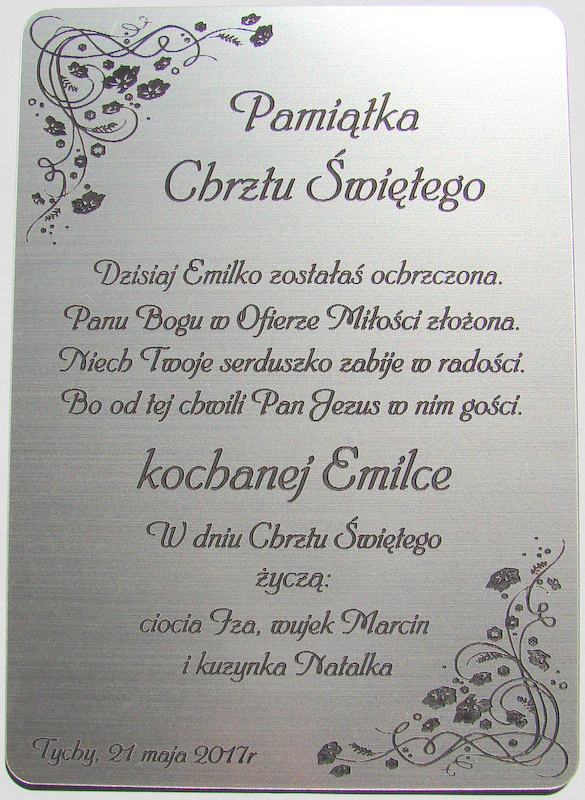 Pamiątka
Chrztu Świętego
Dzisiaj Emilko zostałaś ochrzczona.
Panu Bogu w Ofierze Miłości złożona.
Niech Twoje serduszko zabije w radości.
Bo od tej chwili Pan Jezus w nim gości.
kochanej Emilce
W dniu Chrztu Świętego
życzą:
ciocia Iza, wujek Marcin
i kuzynka Natalka
Tychy, 21 maja 2017r